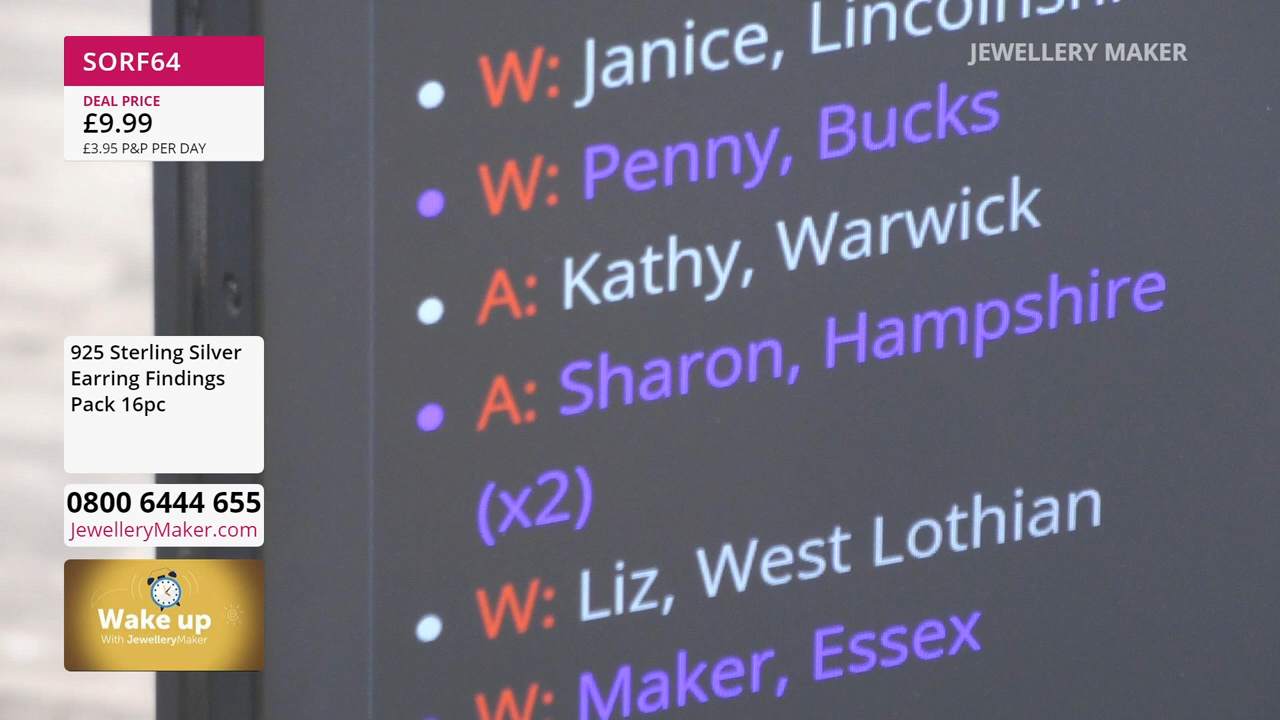 SORF64
DEAL PRICE
£9.99
£3.95 P&P PER DAY
925 Sterling Silver
Earring Findings
Pack 16pc
0800 6444 655
JewelleryMaker.com
Wake up
With JewelleryMaker
JEWELLERY MAKER
W: Janice,
W: Penny, Bucks
A: Kathy, Warwick
A: Sharon, Hampshire
(x2)
W: Liz, West Lothian
W: Maker, Essex